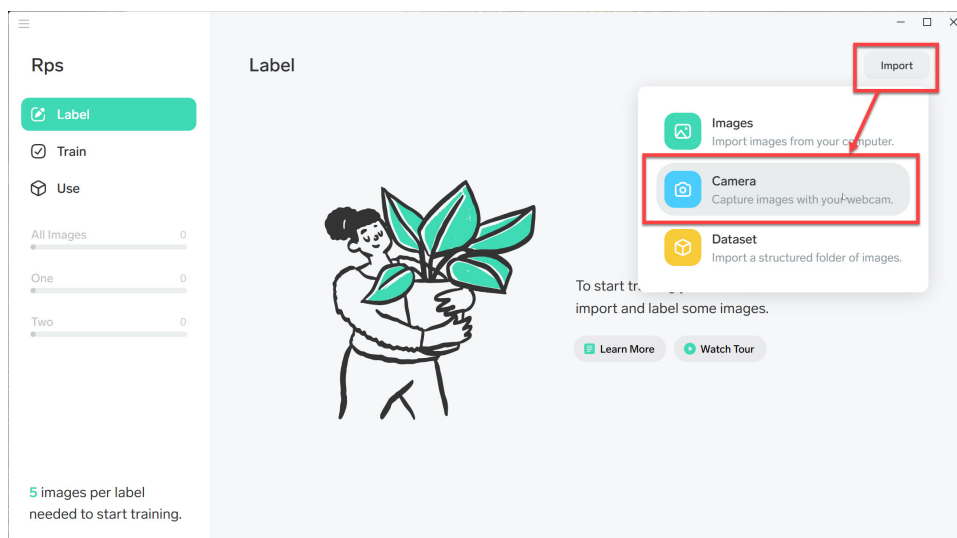 Rps
Label
Train
Use
All Images 0
One 0
Two 0
5 images per label
needed to start training.
Label
Import
Images
Import images from your computer.
Camera
Capture images with your webcam.
Dataset
Import a structured folder of images.
To start
import and label some images.
Learn More
Watch Tour